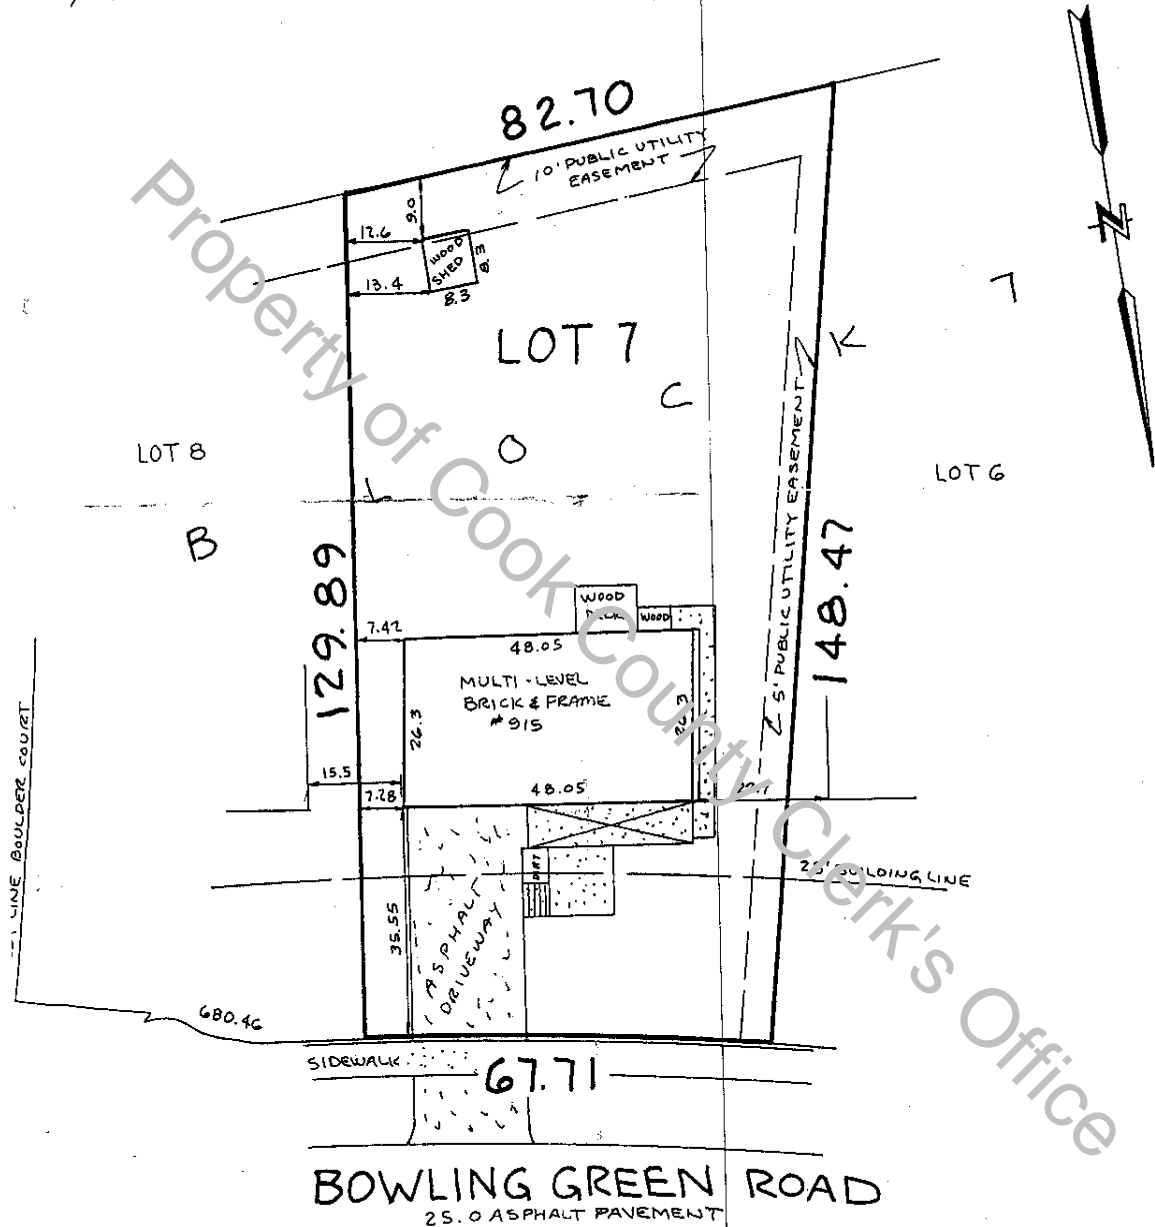 82.70
10' PUBLIC UTILITY
EASEMENT
N
9.0
12.6
WOOD
SHED
8.3
13.4
8.3
LOT 7
7
K
C
O
L
B
LOT 8
LOT 6
129.89
148.47
5' PUBLIC UTILITY EASEMENT
WOOD
WOOD
7.42
48.05
MULTI-LEVEL
BRICK & FRAME
#915
26.3
26.3
15.5
7.28
48.05
LINE BOULDER COURT
DIRT
BUILDING LINE
35.55
ASPHALT
DRIVEWAY
680.46
SIDEWALK
67.71
BOWLING GREEN ROAD
25.0 ASPHALT PAVEMENT
Property of Cook County Clerk's Office